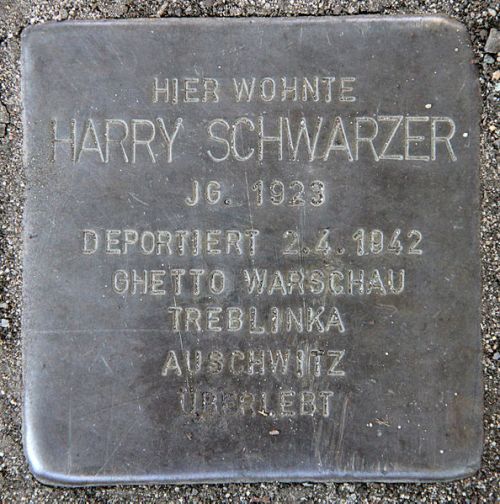 HIER WOHNTE
HARRY SCHWARZER
JG. 1923
DEPORTIERT 2.4.1942
GHETTO WARSCHAU
TREBLINKA
AUSCHWITZ
ÜBERLEBT